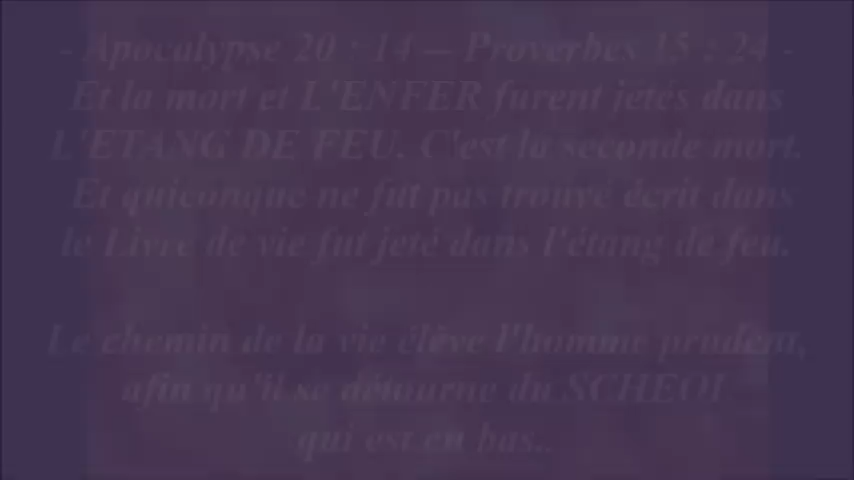 - Apocalypse 20 : 14 — Proverbes 15 : 24 -
Et la mort et L'ENFER furent jetés dans
L'ETANG DE FEU. C'est la seconde mort.
Et quiconque ne fut pas trouvé écrit dans
le Livre de vie fut jeté dans l'étang de feu.
Le chemin de la vie élève l'homme prudent,
afin qu'il se détourne du SCHEOL
qui est en bas..